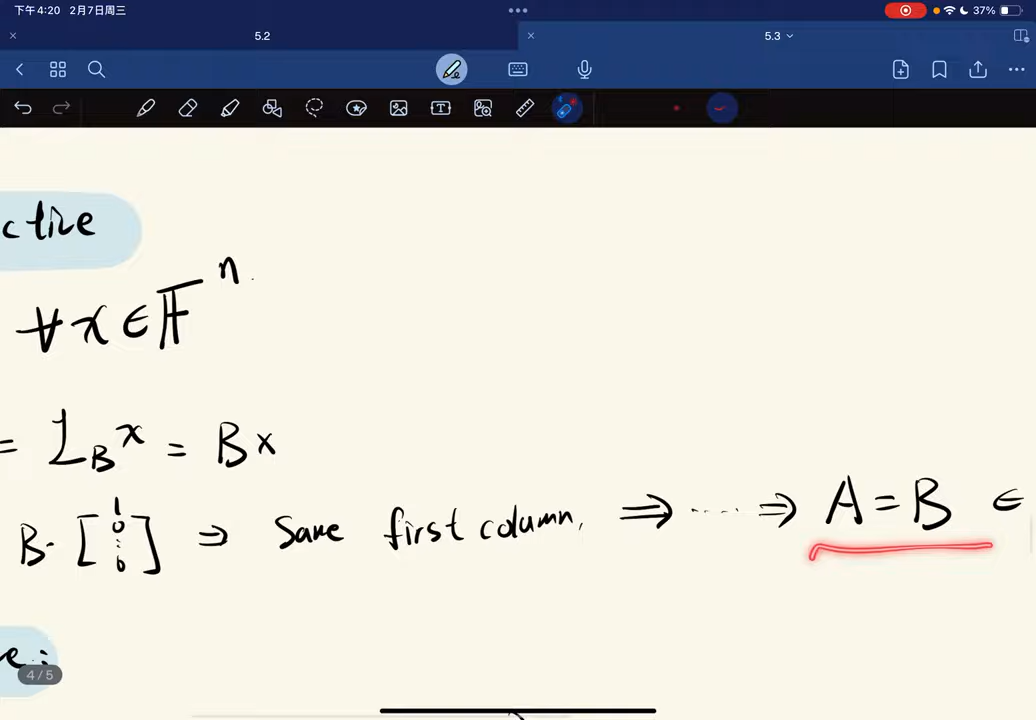 下午4:20 2月7日周三
37%
5.2
5.3
ctive
∀x ∈ 𝔽ⁿ
= L_B x = Bx
B · [1 0 ⋮ 0] ⇒ Same first column, ⇒ ..... ⇒ A = B ∈
e:
4/5